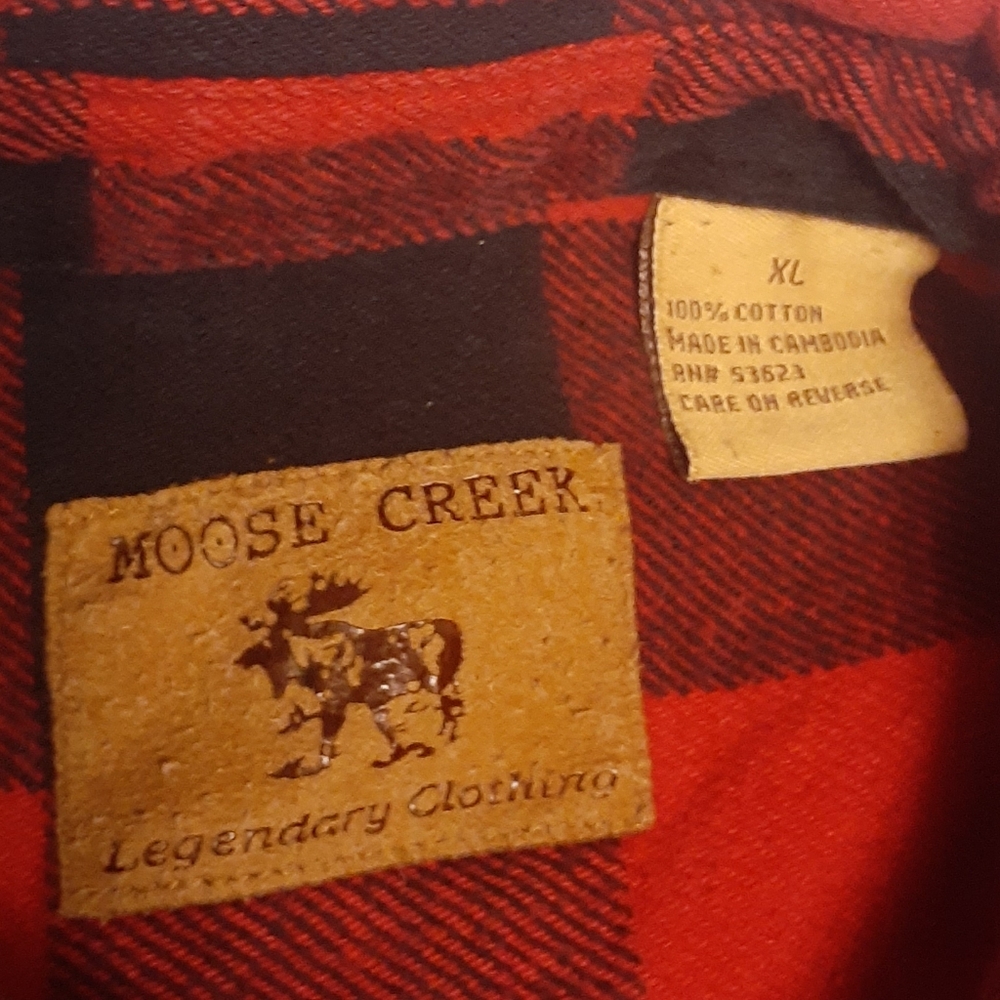 MOOSE CREEK
Legendary Clothing
XL
100% COTTON
MADE IN CAMBODIA
RN# 53623
CARE ON REVERSE